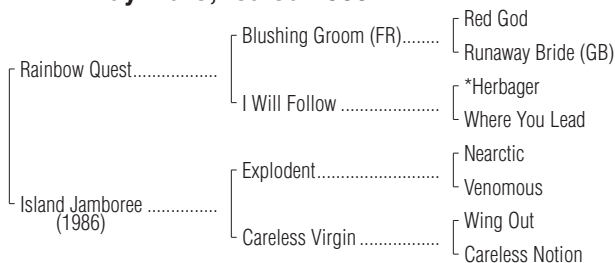 Red God
Blushing Groom (FR)........
Runaway Bride (GB)
Rainbow Quest..................
*Herbager
I Will Follow .......................
Where You Lead
Nearctic
Explodent...........................
Venomous
Island Jamboree ...............
(1986)
Wing Out
Careless Virgin ..................
Careless Notion